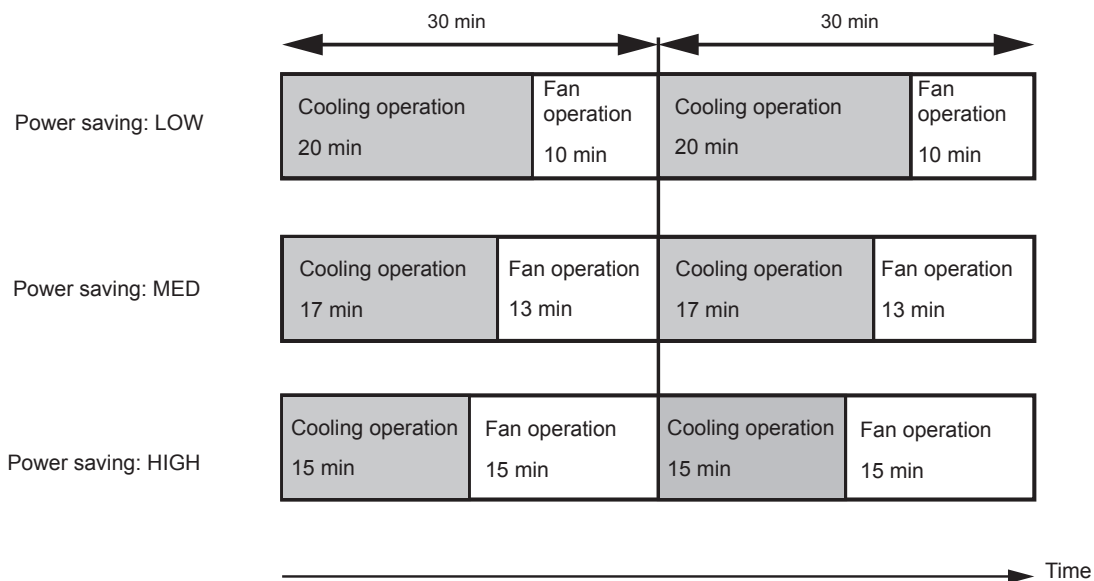 30 min
30 min
Power saving: LOW
Cooling operation
20 min
Fan
operation
10 min
Cooling operation
20 min
Fan
operation
10 min
Power saving: MED
Cooling operation
17 min
Fan operation
13 min
Cooling operation
17 min
Fan operation
13 min
Power saving: HIGH
Cooling operation
15 min
Fan operation
15 min
Cooling operation
15 min
Fan operation
15 min
Time